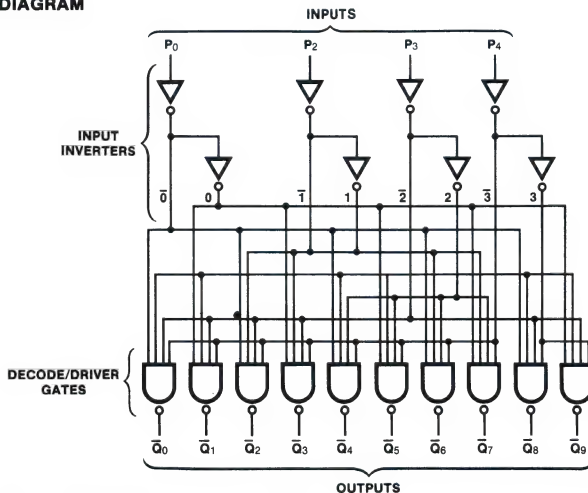 DIAGRAM
INPUTS
P0 P2 P3 P4
INPUT
INVERTERS
0̅ 0 1̅ 1 2̅ 2 3̅ 3
DECODE/DRIVER
GATES
Q̅0 Q̅1 Q̅2 Q̅3 Q̅4 Q̅5 Q̅6 Q̅7 Q̅8 Q̅9
OUTPUTS